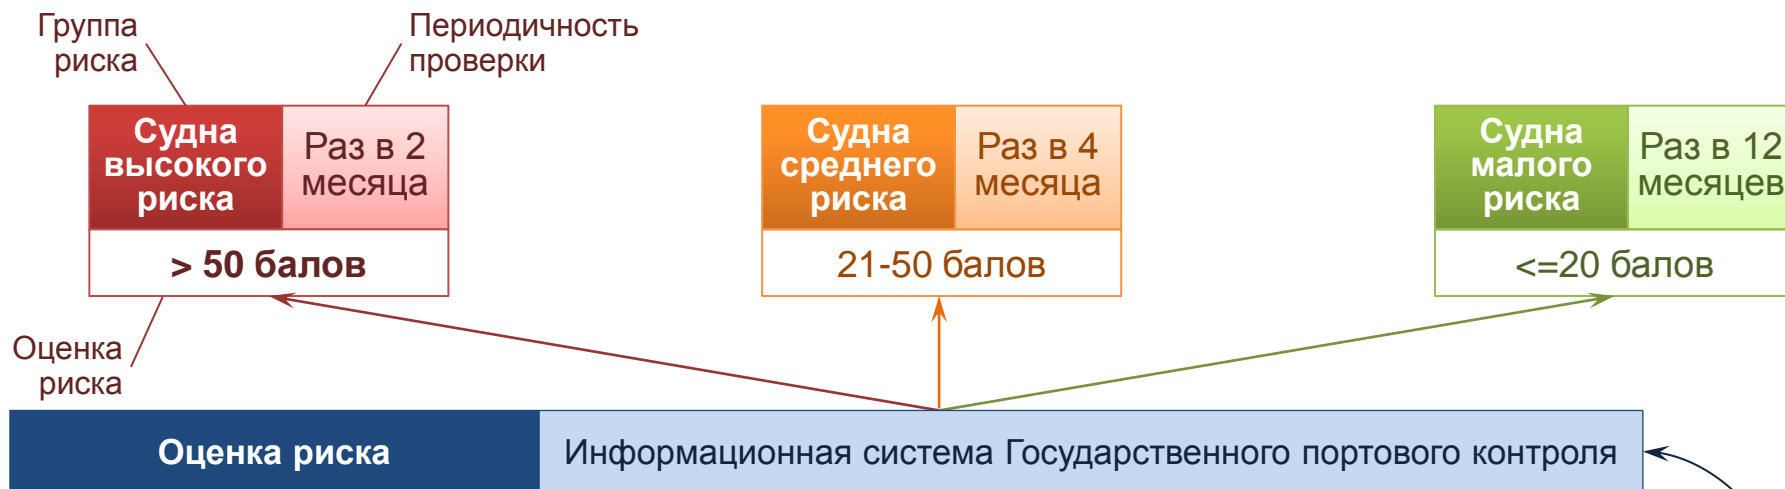 Группа
риска
Периодичность
проверки
Судна
высокого
риска
Раз в 2
месяца
> 50 балов
Судна
среднего
риска
Раз в 4
месяца
21-50 балов
Судна
малого
риска
Раз в 12
месяцев
<=20 балов
Оценка
риска
Оценка риска
Информационная система Государственного портового контроля